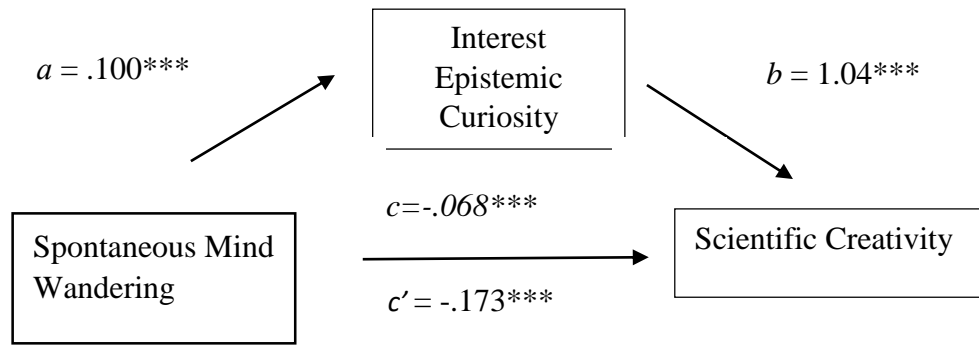 Interest
Epistemic
Curiosity
a = .100***
b = 1.04***
c=-.068***
Spontaneous Mind
Wandering
Scientific Creativity
c’ = -.173***